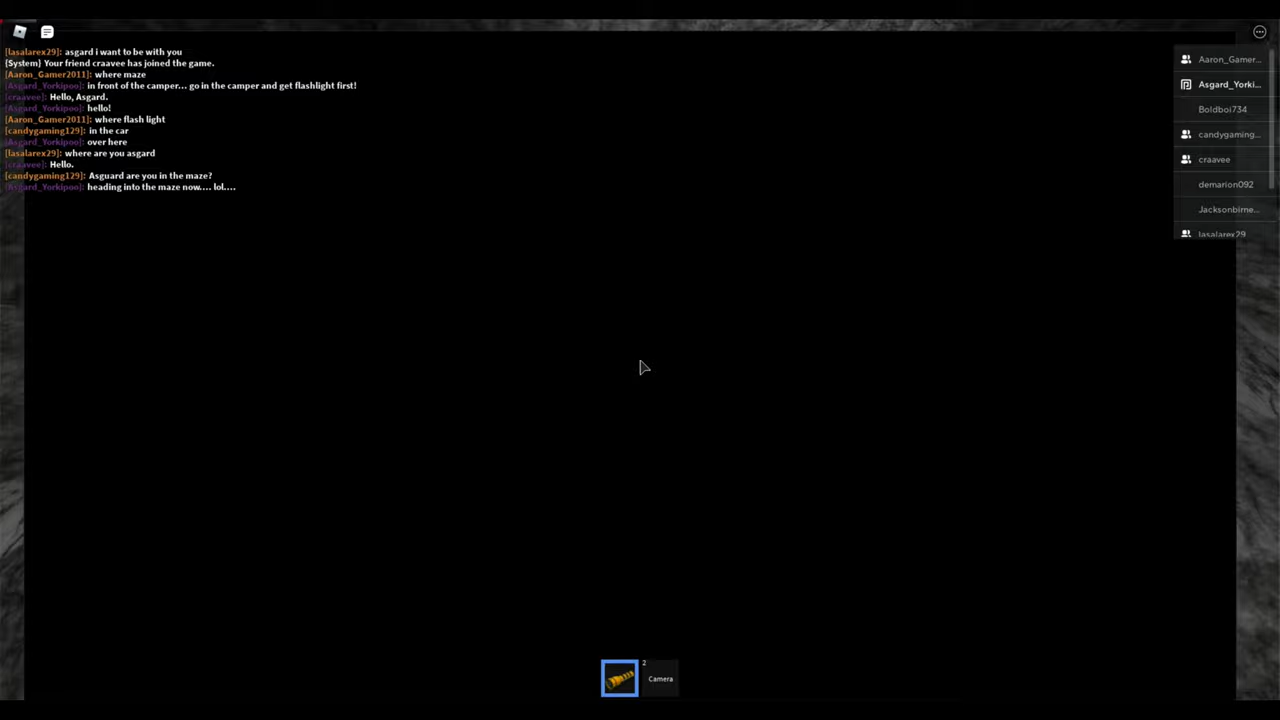 [lasalarex29]: asgard i want to be with you
{System} Your friend craavee has joined the game.
[Aaron_Gamer2011]: where maze
[Asgard_Yorkipoo]: in front of the camper... go in the camper and get flashlight first!
[craavee]: Hello, Asgard.
[Asgard_Yorkipoo]: hello!
[Aaron_Gamer2011]: where flash light
[candygaming129]: in the car
[Asgard_Yorkipoo]: over here
[lasalarex29]: where are you asgard
[craavee]: Hello.
[candygaming129]: Asguard are you in the maze?
[Asgard_Yorkipoo]: heading into the maze now.... lol....
Aaron_Gamer...
Asgard_Yorki...
Boldboi734
candygaming...
craavee
demarion092
Jacksonbirne...
lasalarex29
2
Camera